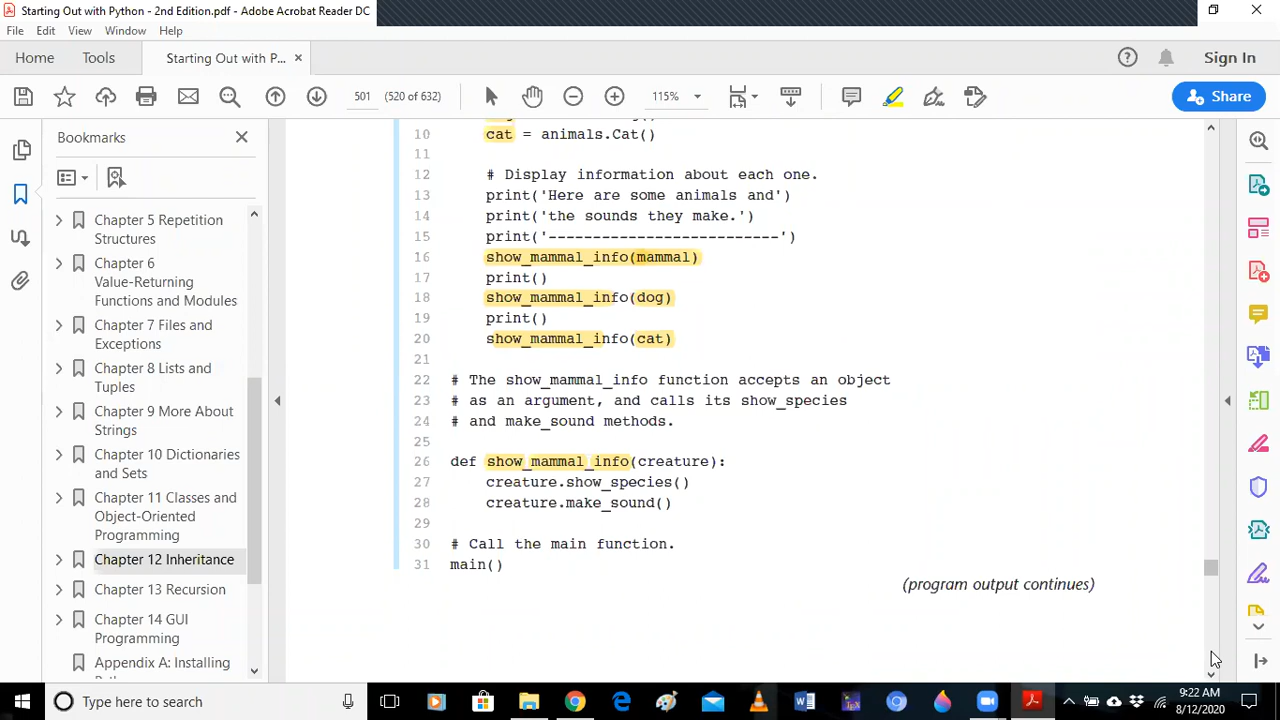 Starting Out with Python - 2nd Edition.pdf - Adobe Acrobat Reader DC
File Edit View Window Help
Home Tools Starting Out with P... × Sign In
501 (520 of 632) 115% Share
Bookmarks
Chapter 5 Repetition
Structures
Chapter 6
Value-Returning
Functions and Modules
Chapter 7 Files and
Exceptions
Chapter 8 Lists and
Tuples
Chapter 9 More About
Strings
Chapter 10 Dictionaries
and Sets
Chapter 11 Classes and
Object-Oriented
Programming
Chapter 12 Inheritance
Chapter 13 Recursion
Chapter 14 GUI
Programming
Appendix A: Installing
10 cat = animals.Cat()
11
12 # Display information about each one.
13 print('Here are some animals and')
14 print('the sounds they make.')
15 print('--------------------------')
16 show_mammal_info(mammal)
17 print()
18 show_mammal_info(dog)
19 print()
20 show_mammal_info(cat)
21
22 # The show_mammal_info function accepts an object
23 # as an argument, and calls its show_species
24 # and make_sound methods.
25
26 def show_mammal_info(creature):
27 creature.show_species()
28 creature.make_sound()
29
30 # Call the main function.
31 main()
(program output continues)
Type here to search
9:22 AM
8/12/2020